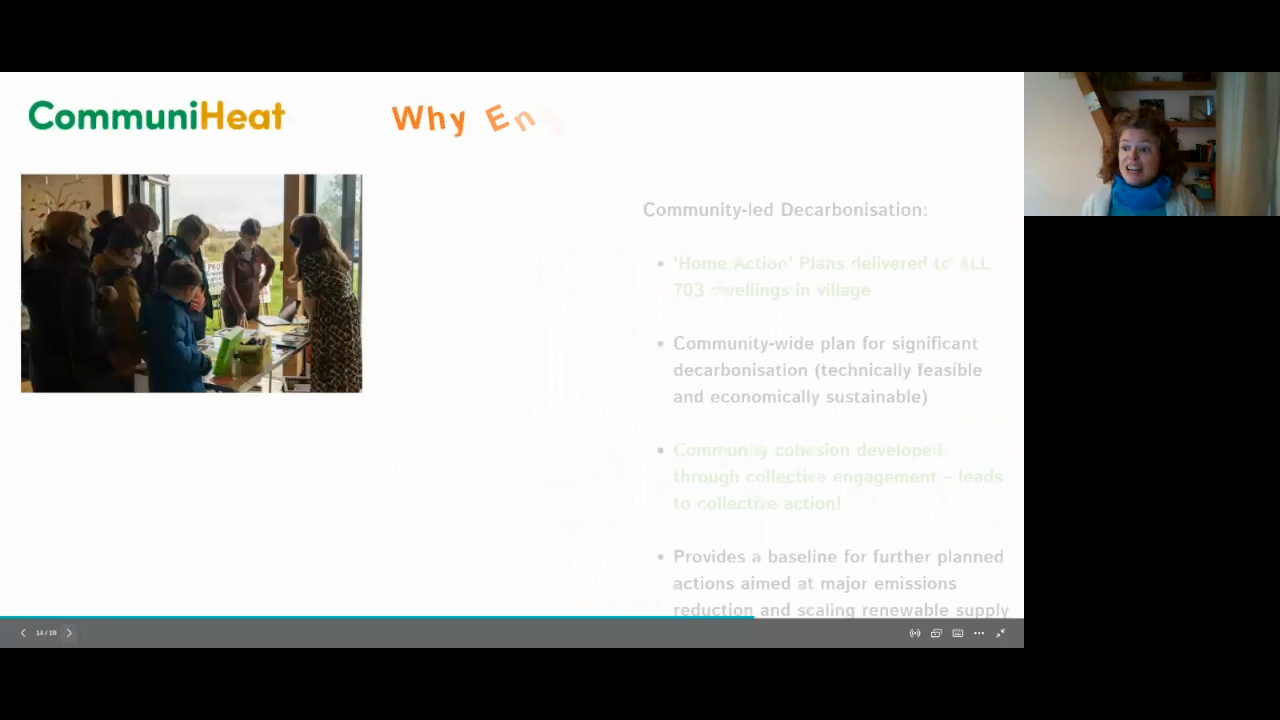 CommuniHeat
Why En
Community-led Decarbonisation:
• 'Home Action' Plans delivered to ALL
703 dwellings in village
• Community-wide plan for significant
decarbonisation (technically feasible
and economically sustainable)
• Community cohesion developed
through collective engagement – leads
to collective action!
• Provides a baseline for further planned
actions aimed at major emissions
reduction and scaling renewable supply
14 / 19